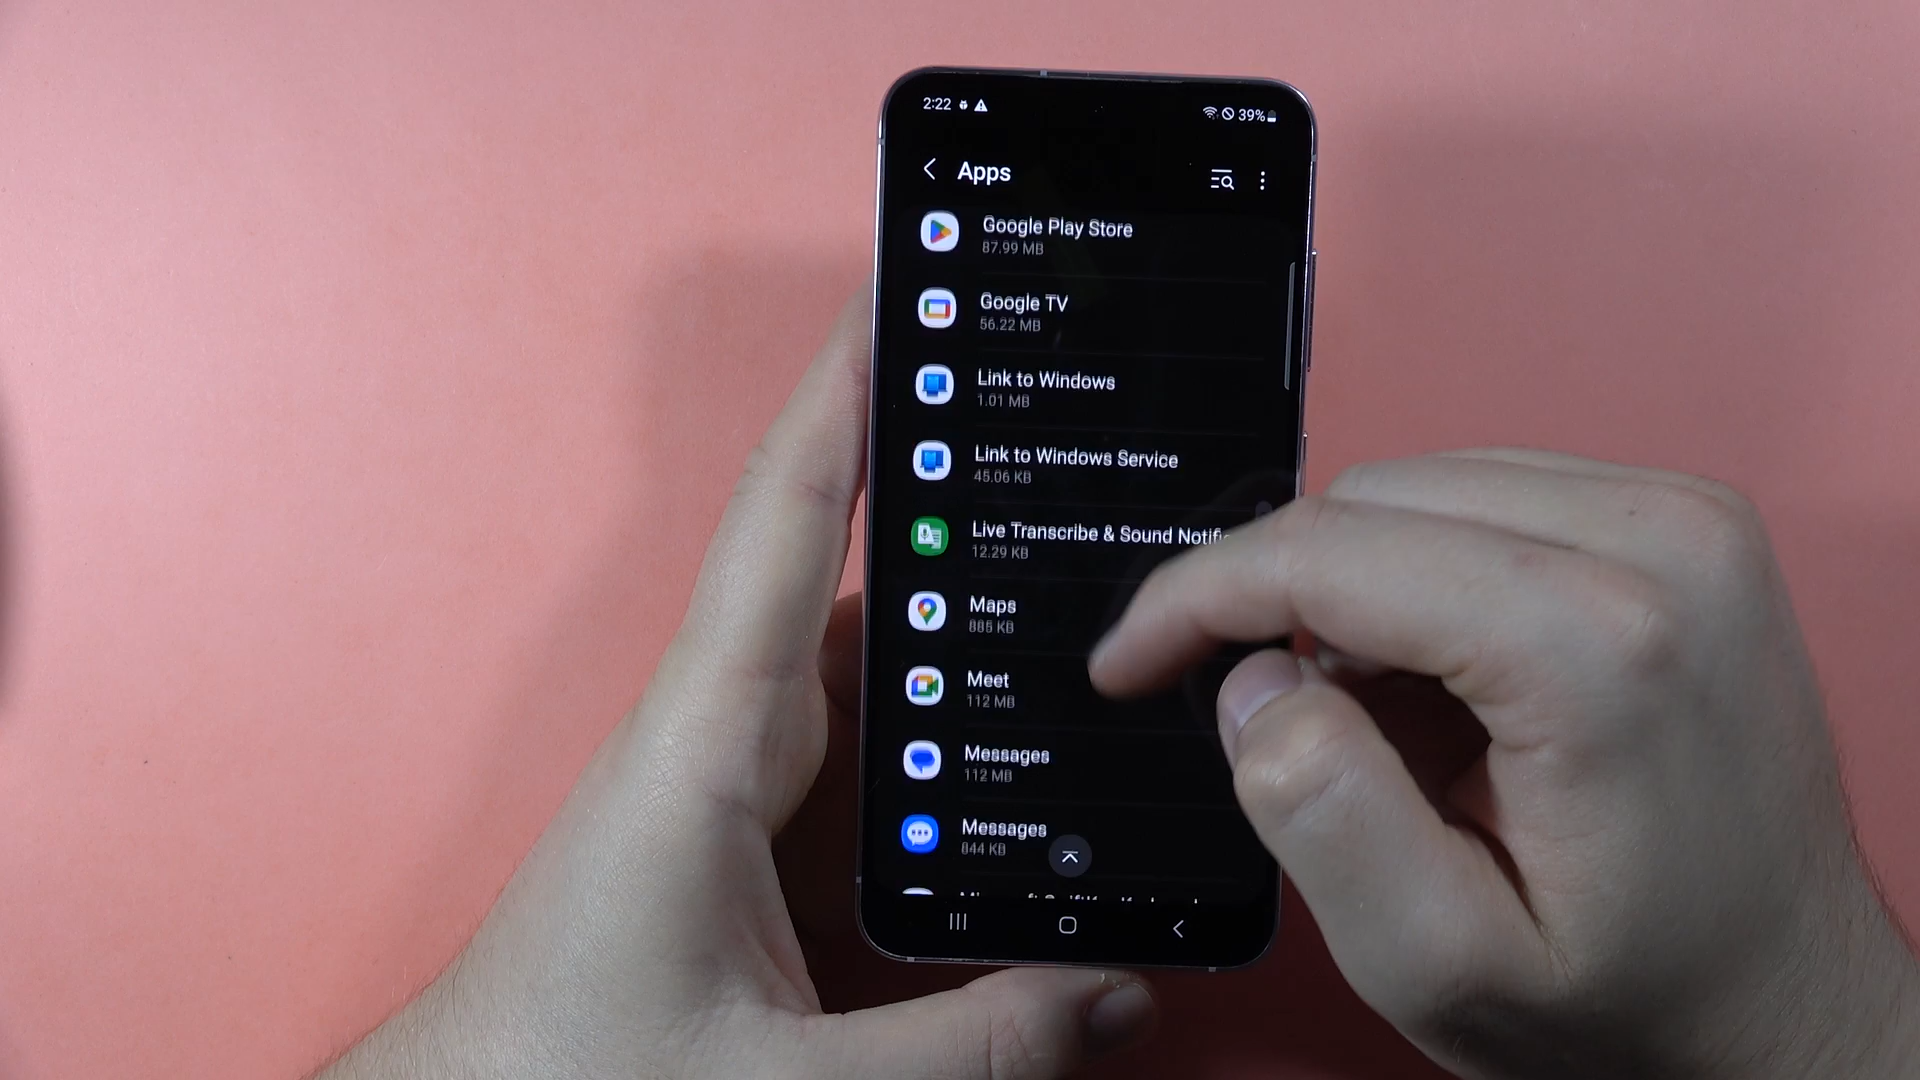 2:22
39%
Apps
Google Play Store
87.99 MB
Google TV
56.22 MB
Link to Windows
1.01 MB
Link to Windows Service
45.06 KB
Live Transcribe & Sound Notific
12.29 KB
Maps
885 KB
Meet
112 MB
Messages
112 MB
Messages
844 KB